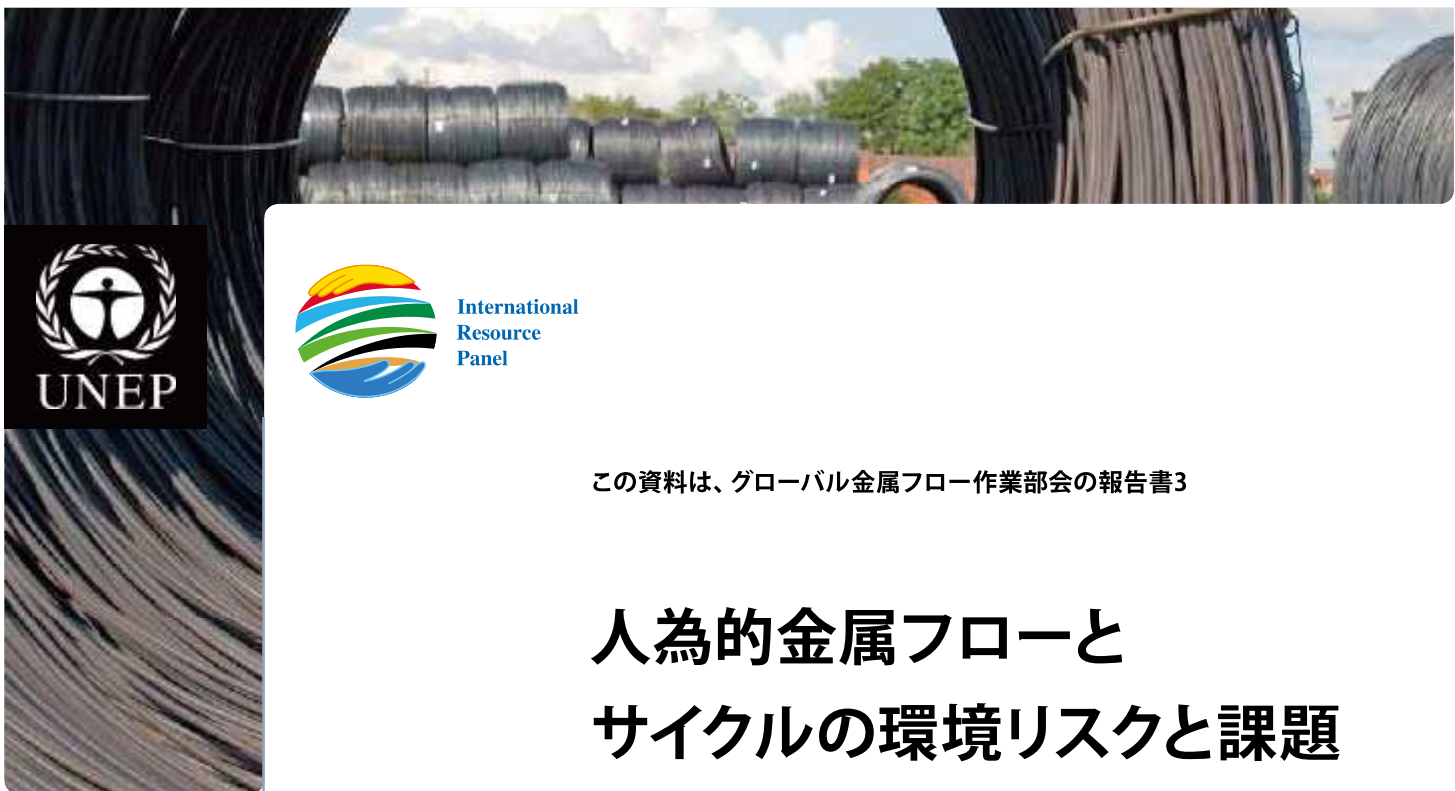 UNEP
International
Resource
Panel
この資料は、グローバル金属フロー作業部会の報告書3
人為的金属フローと
サイクルの環境リスクと課題